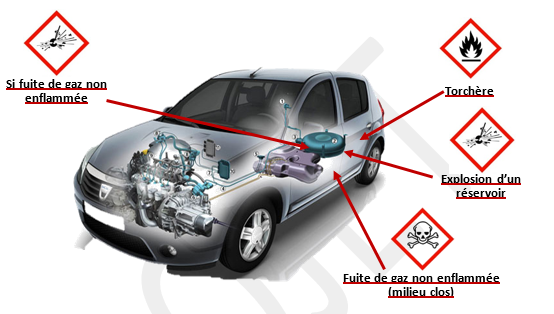 Si fuite de gaz non
enflammée
Torchère
Explosion d'un
réservoir
Fuite de gaz non enflammée
(milieu clos)